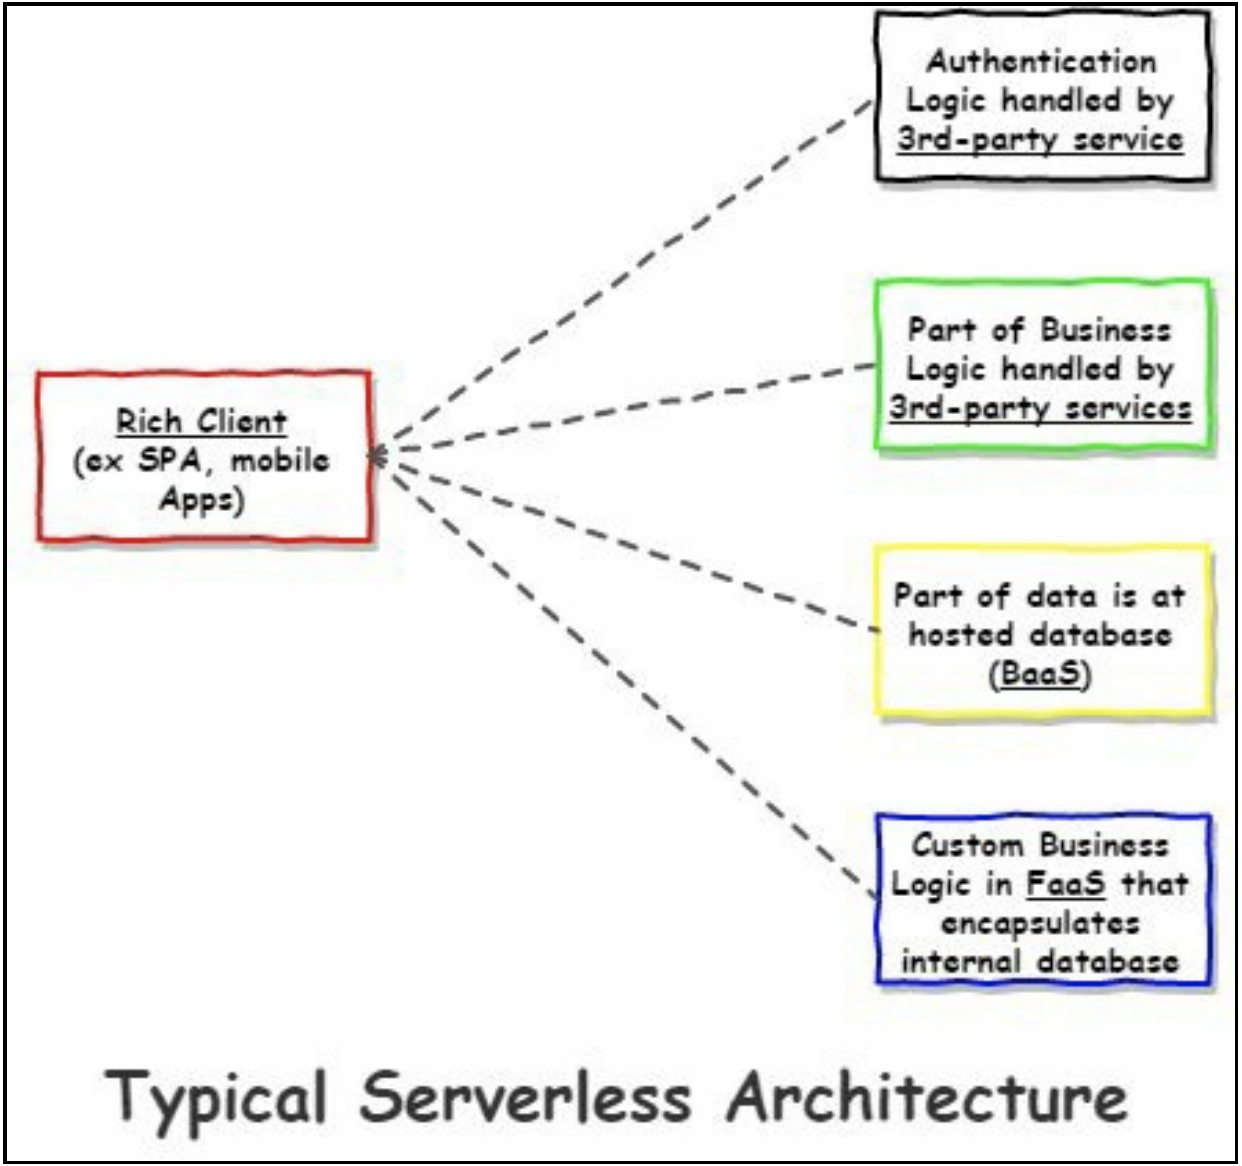 Authentication
Logic handled by
3rd-party service
Part of Business
Logic handled by
3rd-party services
Rich Client
(ex SPA, mobile
Apps)
Part of data is at
hosted database
(BaaS)
Custom Business
Logic in FaaS that
encapsulates
internal database
Typical Serverless Architecture